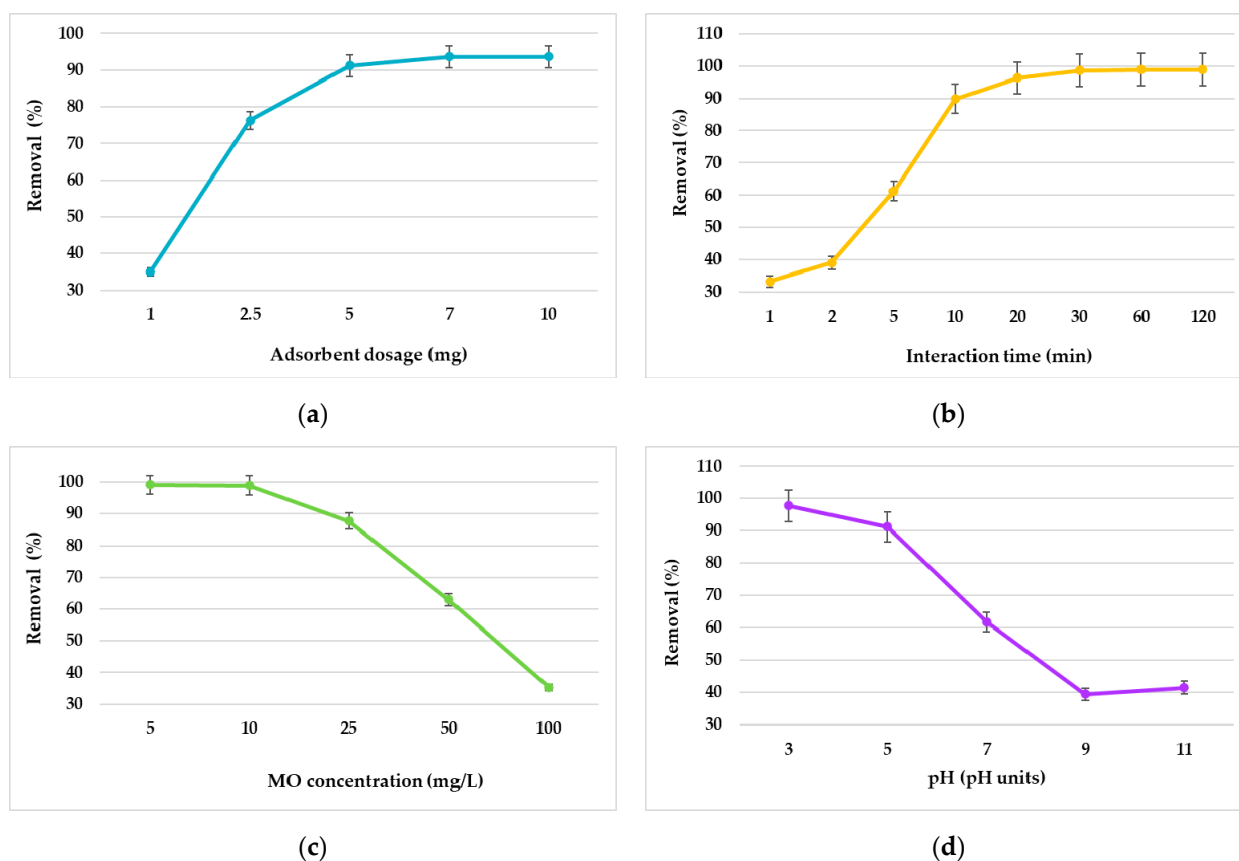 100
90
80
70
60
50
40
30
Removal (%)
1 2.5 5 7 10
Adsorbent dosage (mg)
(a)
110
100
90
80
70
60
50
40
30
Removal (%)
1 2 5 10 20 30 60 120
Interaction time (min)
(b)
100
90
80
70
60
50
40
30
Removal (%)
5 10 25 50 100
MO concentration (mg/L)
(c)
110
100
90
80
70
60
50
40
30
Removal (%)
3 5 7 9 11
pH (pH units)
(d)